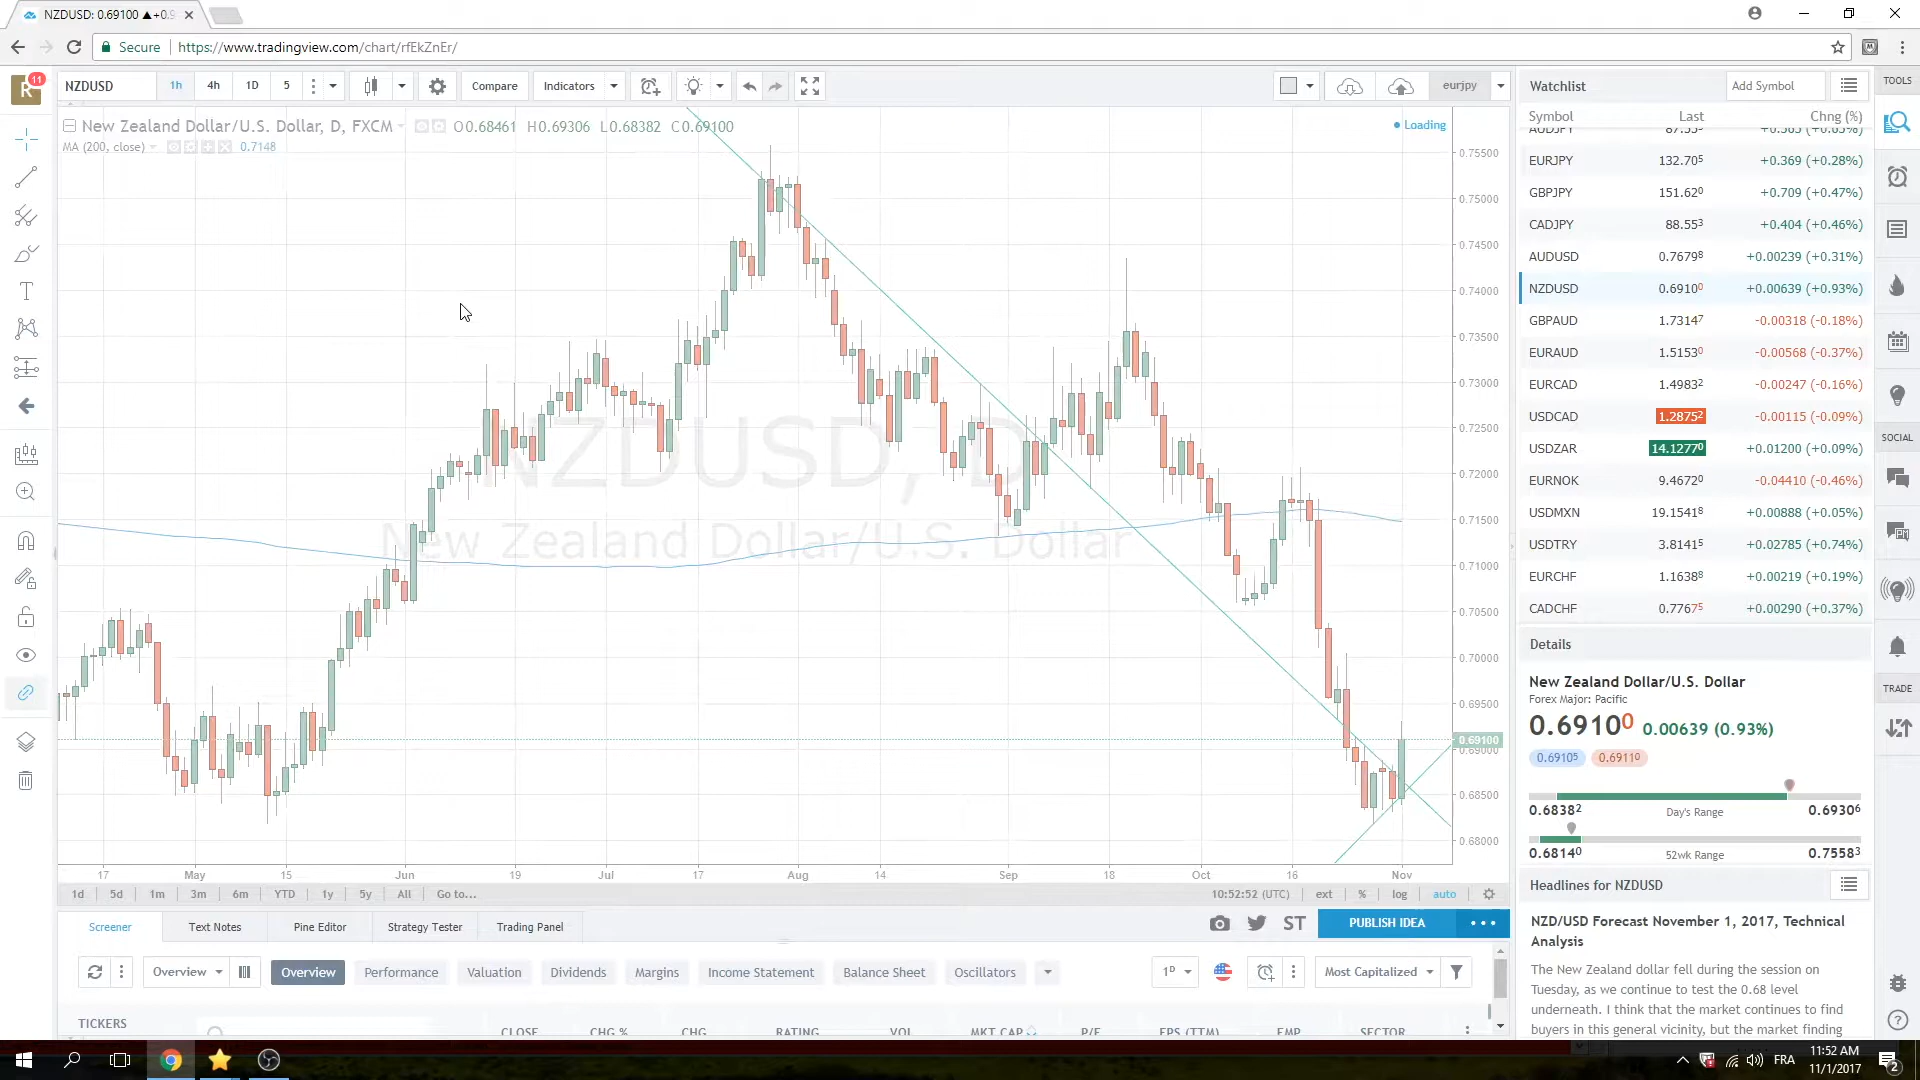 NZDUSD: 0.69100 ▲+0.9
Secure | https://www.tradingview.com/chart/rfEkZnEr/
R 11 NZDUSD 1h 4h 1D 5 Compare Indicators eurjpy
New Zealand Dollar/U.S. Dollar, D, FXCM O0.68461 H0.69306 L0.68382 C0.69100
Loading
MA (200, close) 0.7148
NZDUSD, D
New Zealand Dollar/U.S. Dollar
0.75500
0.75000
0.74500
0.74000
0.73500
0.73000
0.72500
0.72000
0.71500
0.71000
0.70500
0.70000
0.69500
0.69100
0.69000
0.68500
0.68000
17 May 15 Jun 19 Jul 17 Aug 14 Sep 18 Oct 16 Nov
1d 5d 1m 3m 6m YTD 1y 5y All Go to... 10:52:52 (UTC) ext % log auto
Screener Text Notes Pine Editor Strategy Tester Trading Panel ST PUBLISH IDEA
Overview Overview Performance Valuation Dividends Margins Income Statement Balance Sheet Oscillators 1D Most Capitalized
TICKERS CLOSE CHG % CHG RATING VOL MKT CAP P/E EPS (TTM) EMP SECTOR
Watchlist Add Symbol
Symbol Last Chng (%)
AUDJPY
EURJPY 132.705 +0.369 (+0.28%)
GBPJPY 151.620 +0.709 (+0.47%)
CADJPY 88.553 +0.404 (+0.46%)
AUDUSD 0.76798 +0.00239 (+0.31%)
NZDUSD 0.69100 +0.00639 (+0.93%)
GBPAUD 1.73147 -0.00318 (-0.18%)
EURAUD 1.51530 -0.00568 (-0.37%)
EURCAD 1.49832 -0.00247 (-0.16%)
USDCAD 1.28752 -0.00115 (-0.09%)
USDZAR 14.12770 +0.01200 (+0.09%)
EURNOK 9.46720 -0.04410 (-0.46%)
USDMXN 19.15418 +0.00888 (+0.05%)
USDTRY 3.81415 +0.02785 (+0.74%)
EURCHF 1.16388 +0.00219 (+0.19%)
CADCHF 0.77675 +0.00290 (+0.37%)
Details
New Zealand Dollar/U.S. Dollar
Forex Major: Pacific
0.69100 0.00639 (0.93%)
0.69105 0.69110
0.68382 Day's Range 0.69306
0.68140 52wk Range 0.75583
Headlines for NZDUSD
NZD/USD Forecast November 1, 2017, Technical
Analysis
The New Zealand dollar fell during the session on
Tuesday, as we continue to test the 0.68 level
underneath. I think that the market continues to find
buyers in this general vicinity, but the market finding
TOOLS
SOCIAL
TRADE
FRA
11:52 AM
11/1/2017
2